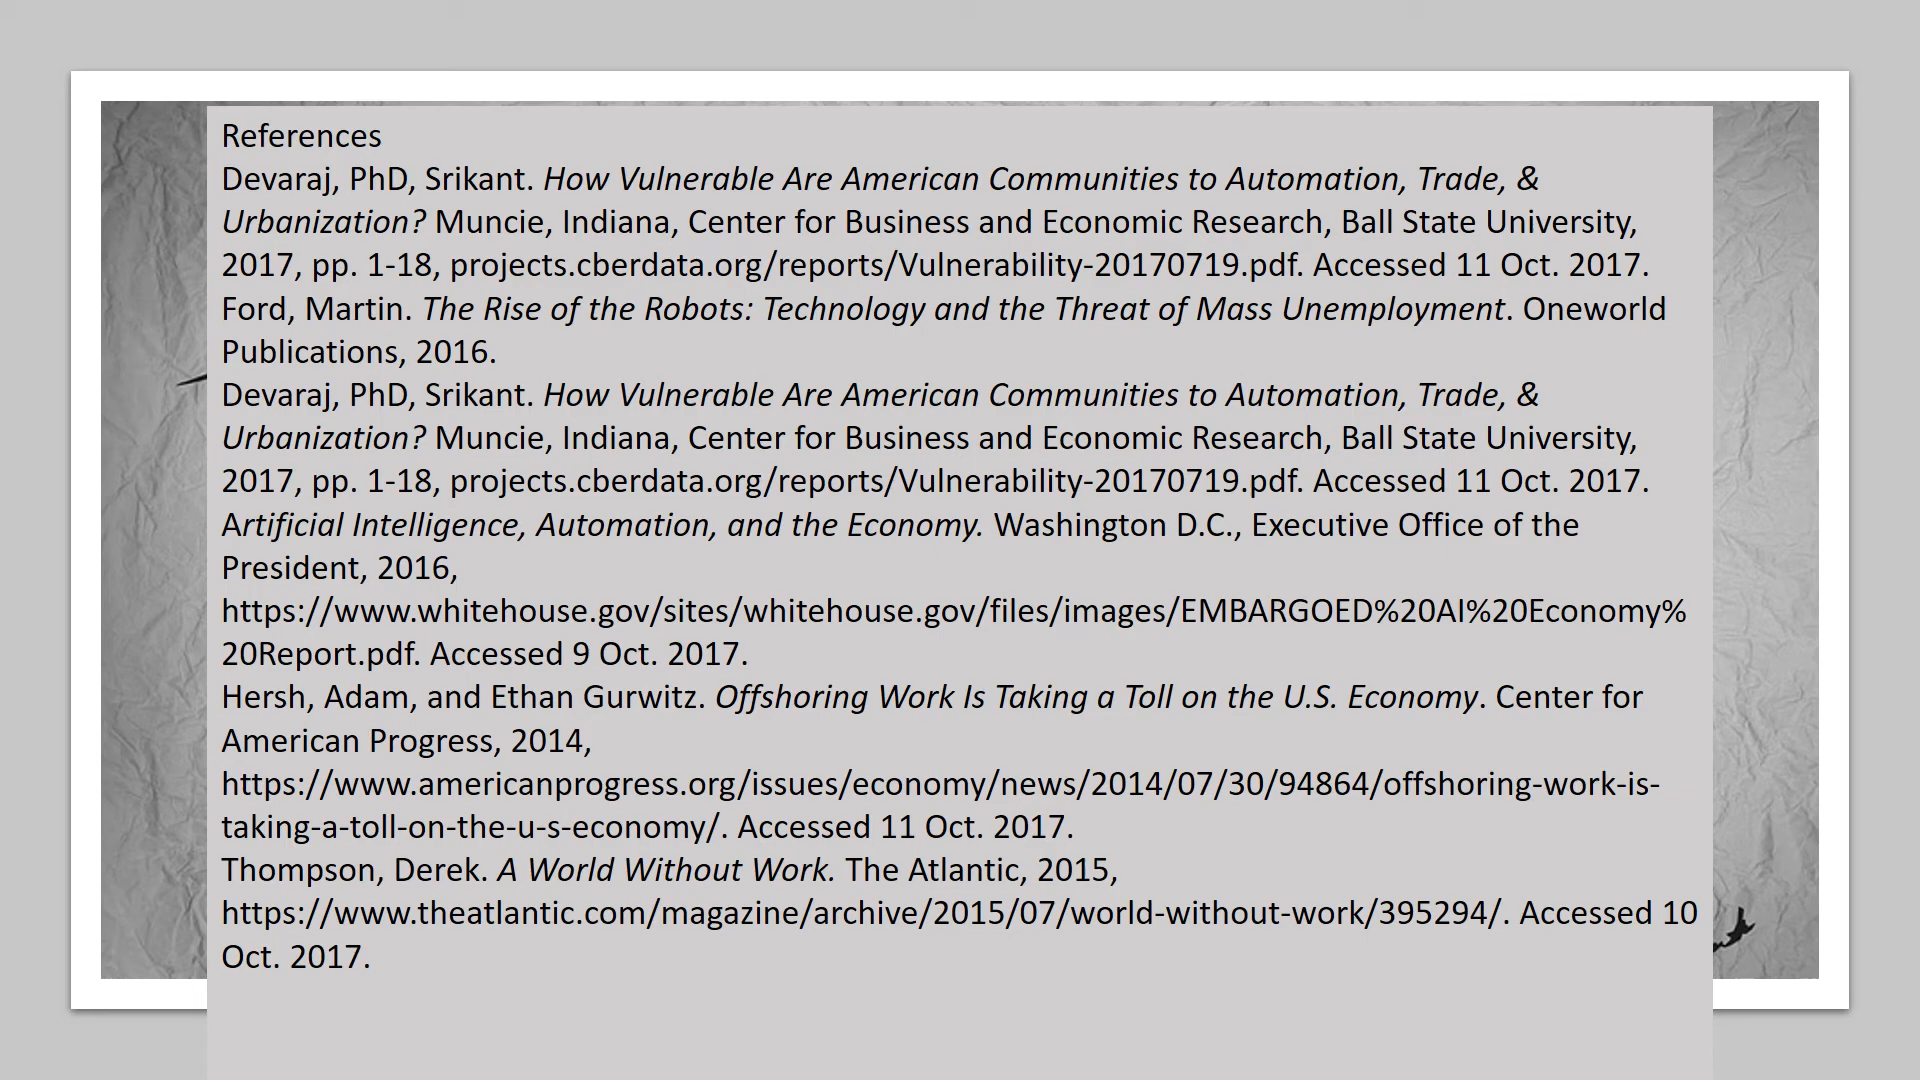 References
Devaraj, PhD, Srikant. How Vulnerable Are American Communities to Automation, Trade, &
Urbanization? Muncie, Indiana, Center for Business and Economic Research, Ball State University,
2017, pp. 1-18, projects.cberdata.org/reports/Vulnerability-20170719.pdf. Accessed 11 Oct. 2017.
Ford, Martin. The Rise of the Robots: Technology and the Threat of Mass Unemployment. Oneworld
Publications, 2016.
Devaraj, PhD, Srikant. How Vulnerable Are American Communities to Automation, Trade, &
Urbanization? Muncie, Indiana, Center for Business and Economic Research, Ball State University,
2017, pp. 1-18, projects.cberdata.org/reports/Vulnerability-20170719.pdf. Accessed 11 Oct. 2017.
Artificial Intelligence, Automation, and the Economy. Washington D.C., Executive Office of the
President, 2016,
https://www.whitehouse.gov/sites/whitehouse.gov/files/images/EMBARGOED%20AI%20Economy%
20Report.pdf. Accessed 9 Oct. 2017.
Hersh, Adam, and Ethan Gurwitz. Offshoring Work Is Taking a Toll on the U.S. Economy. Center for
American Progress, 2014,
https://www.americanprogress.org/issues/economy/news/2014/07/30/94864/offshoring-work-is-
taking-a-toll-on-the-u-s-economy/. Accessed 11 Oct. 2017.
Thompson, Derek. A World Without Work. The Atlantic, 2015,
https://www.theatlantic.com/magazine/archive/2015/07/world-without-work/395294/. Accessed 10
Oct. 2017.